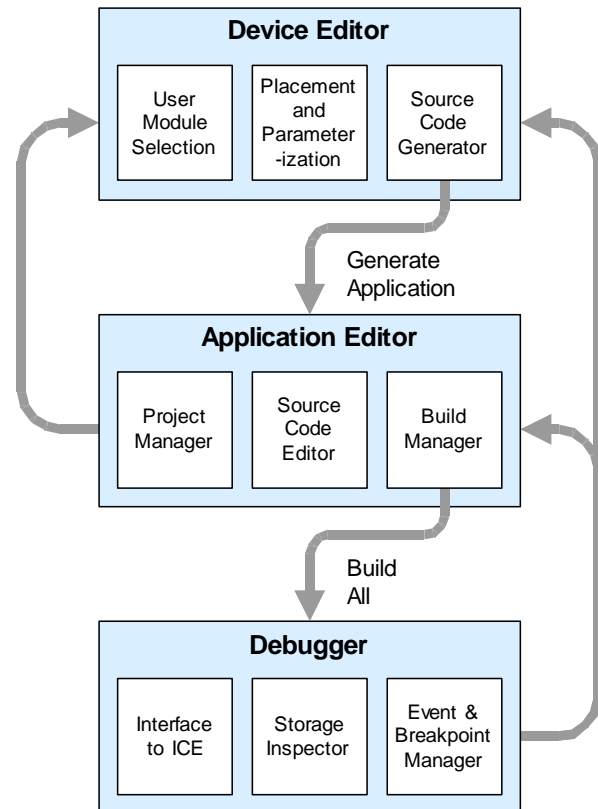 Device Editor
User
Module
Selection
Placement
and
Parameter
-ization
Source
Code
Generator
Generate
Application
Application Editor
Project
Manager
Source
Code
Editor
Build
Manager
Build
All
Debugger
Interface
to ICE
Storage
Inspector
Event &
Breakpoint
Manager